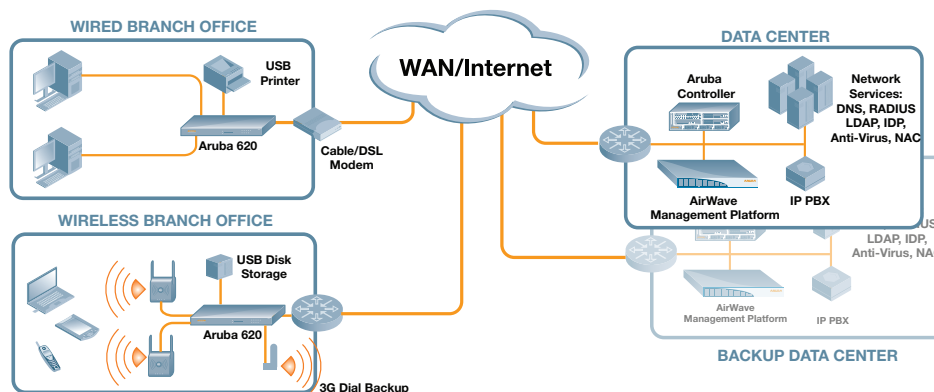 WIRED BRANCH OFFICE
USB
Printer
Aruba 620
Cable/DSL
Modem
WAN/Internet
DATA CENTER
Aruba
Controller
Network
Services:
DNS, RADIUS
LDAP, IDP,
Anti-Virus, NAC
AirWave
Management Platform
IP PBX
WIRELESS BRANCH OFFICE
USB Disk
Storage
Aruba 620
3G Dial Backup
LDAP, IDP,
Anti-Virus, NAC
AirWave
Management Platform
IP PBX
BACKUP DATA CENTER